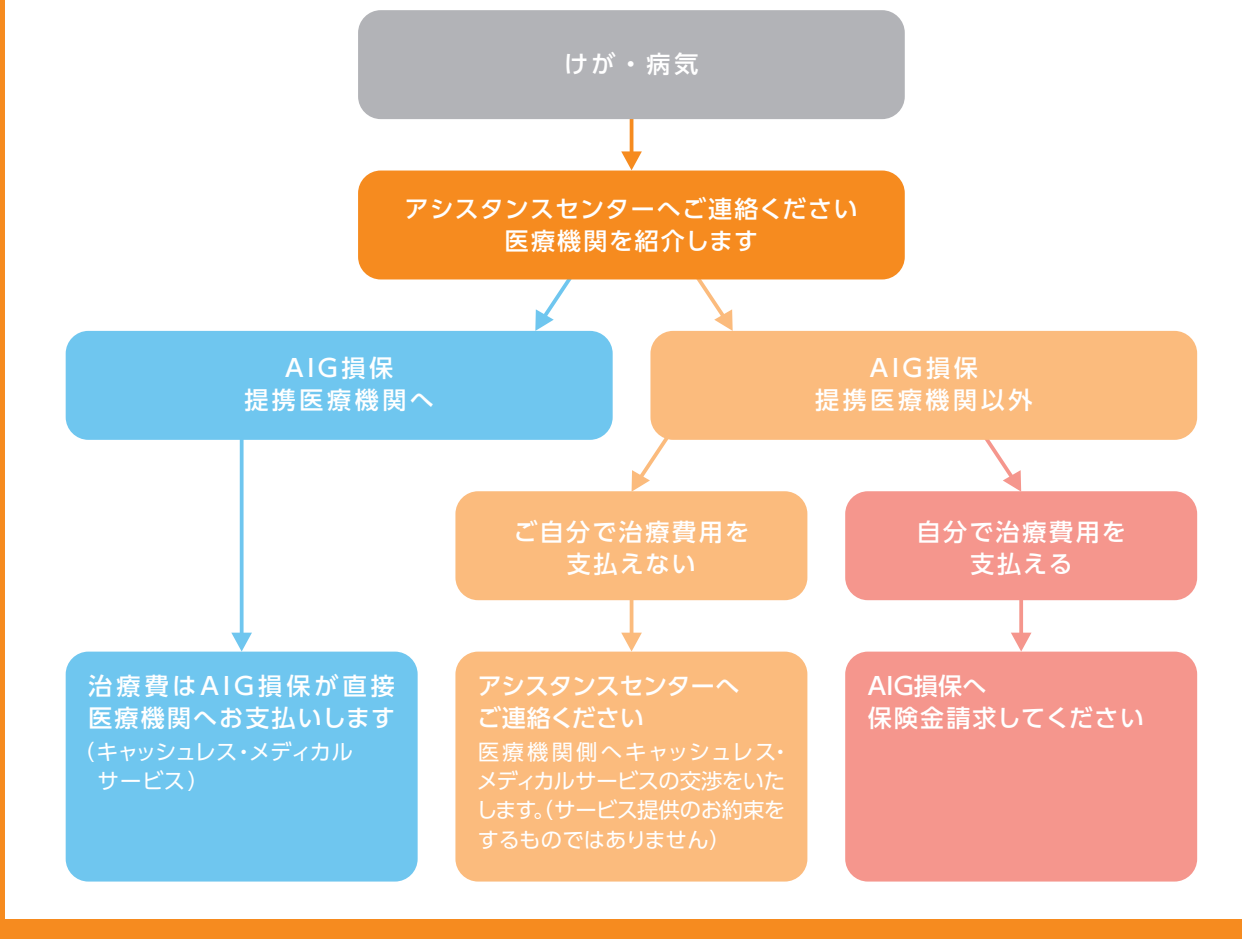 けが・病気
アシスタンスセンターへご連絡ください
医療機関を紹介します
AIG損保
提携医療機関へ
AIG損保
提携医療機関以外
ご自分で治療費用を
支払えない
自分で治療費用を
支払える
治療費はAIG損保が直接
医療機関へお支払いします
（キャッシュレス・メディカル
サービス）
アシスタンスセンターへ
ご連絡ください
医療機関側へキャッシュレス・
メディカルサービスの交渉をいた
します。（サービス提供のお約束を
するものではありません）
AIG損保へ
保険金請求してください